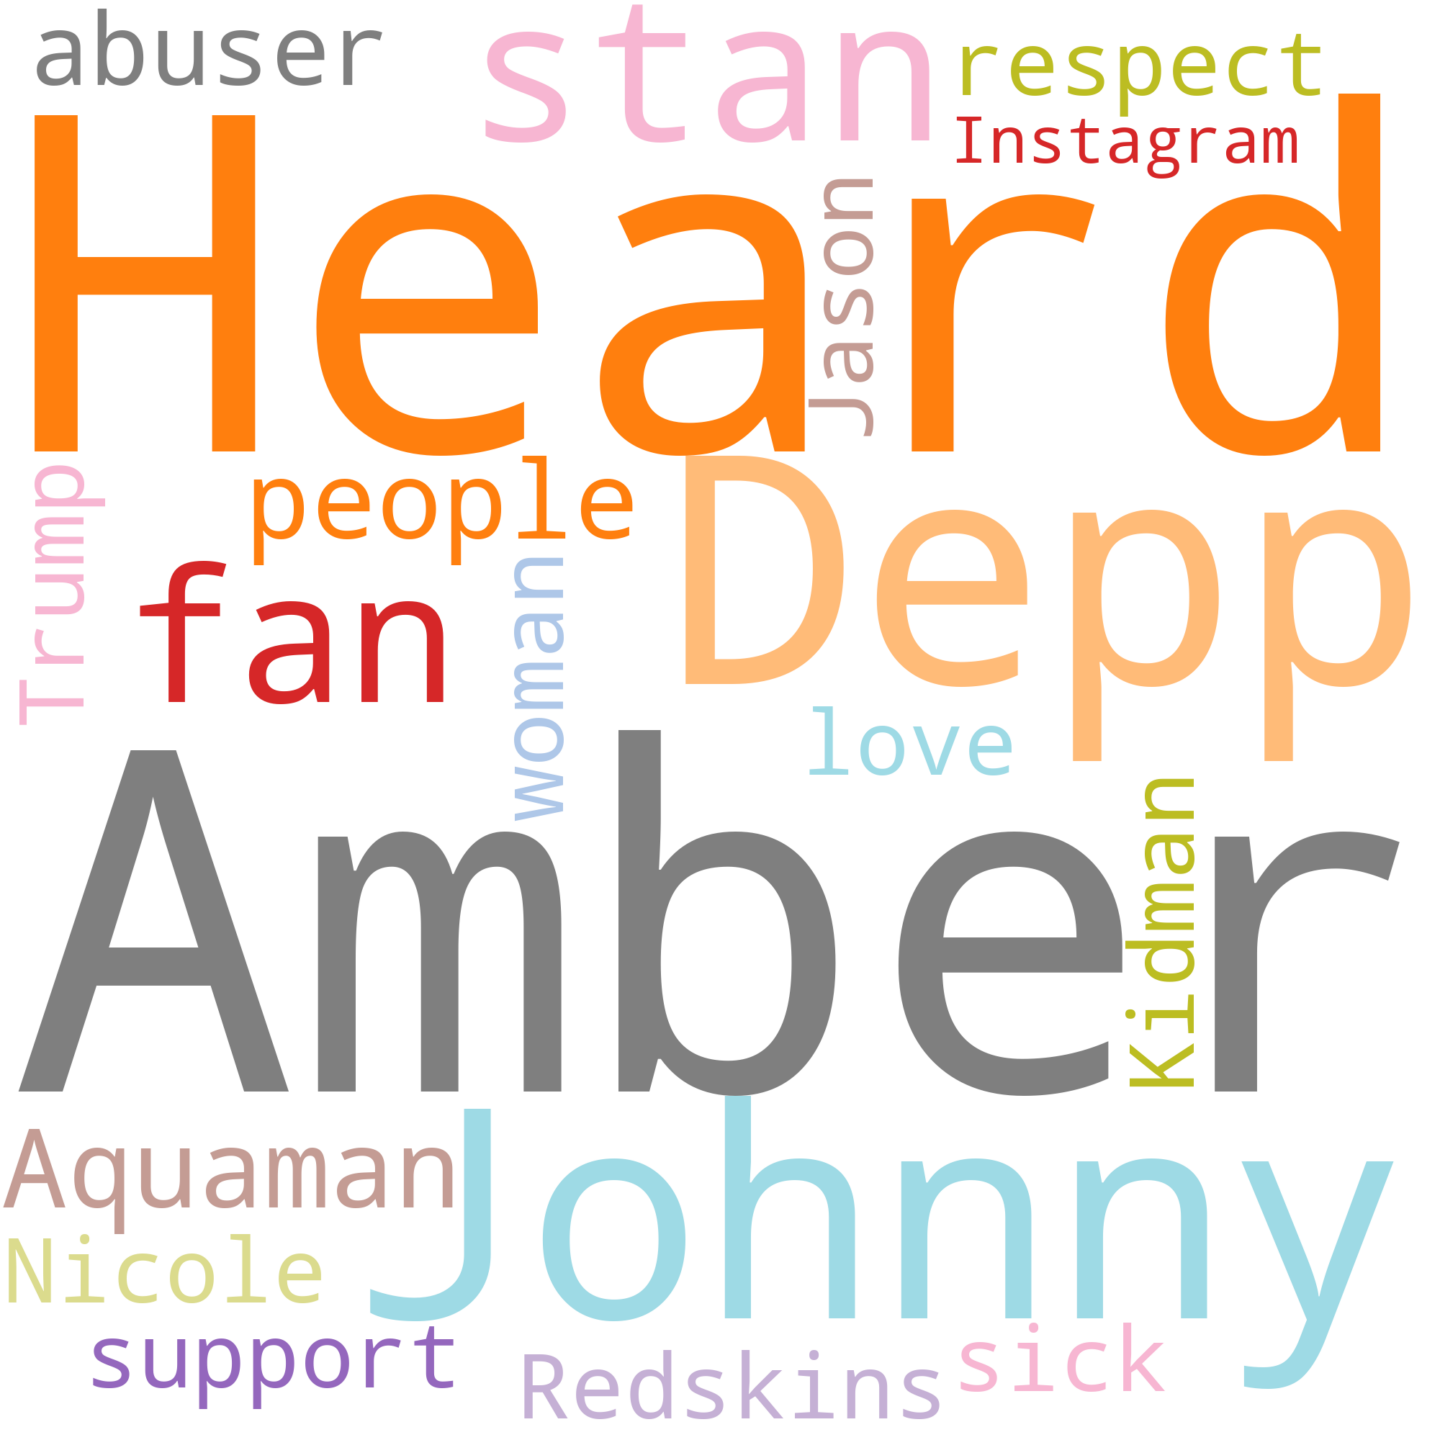 abuser
stan
respect
Instagram
Heard
Jason
Trump
people
Depp
fan
woman
love
Amber
Kidman
Aquaman
Johnny
Nicole
support
Redskins
sick